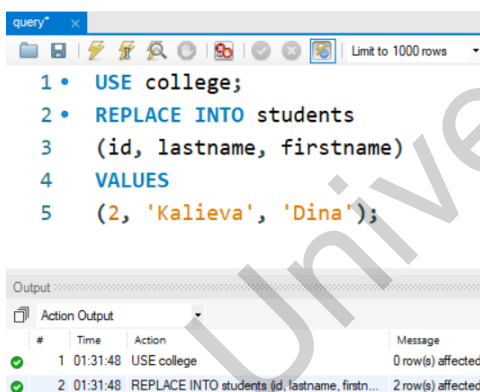 query*
Limit to 1000 rows
1 USE college;
2 REPLACE INTO students
3 (id, lastname, firstname)
4 VALUES
5 (2, 'Kalieva', 'Dina');
Output
Action Output
# Time Action Message
1 01:31:48 USE college 0 row(s) affected
2 01:31:48 REPLACE INTO students (id, lastname, firstn... 2 row(s) affected
Unive